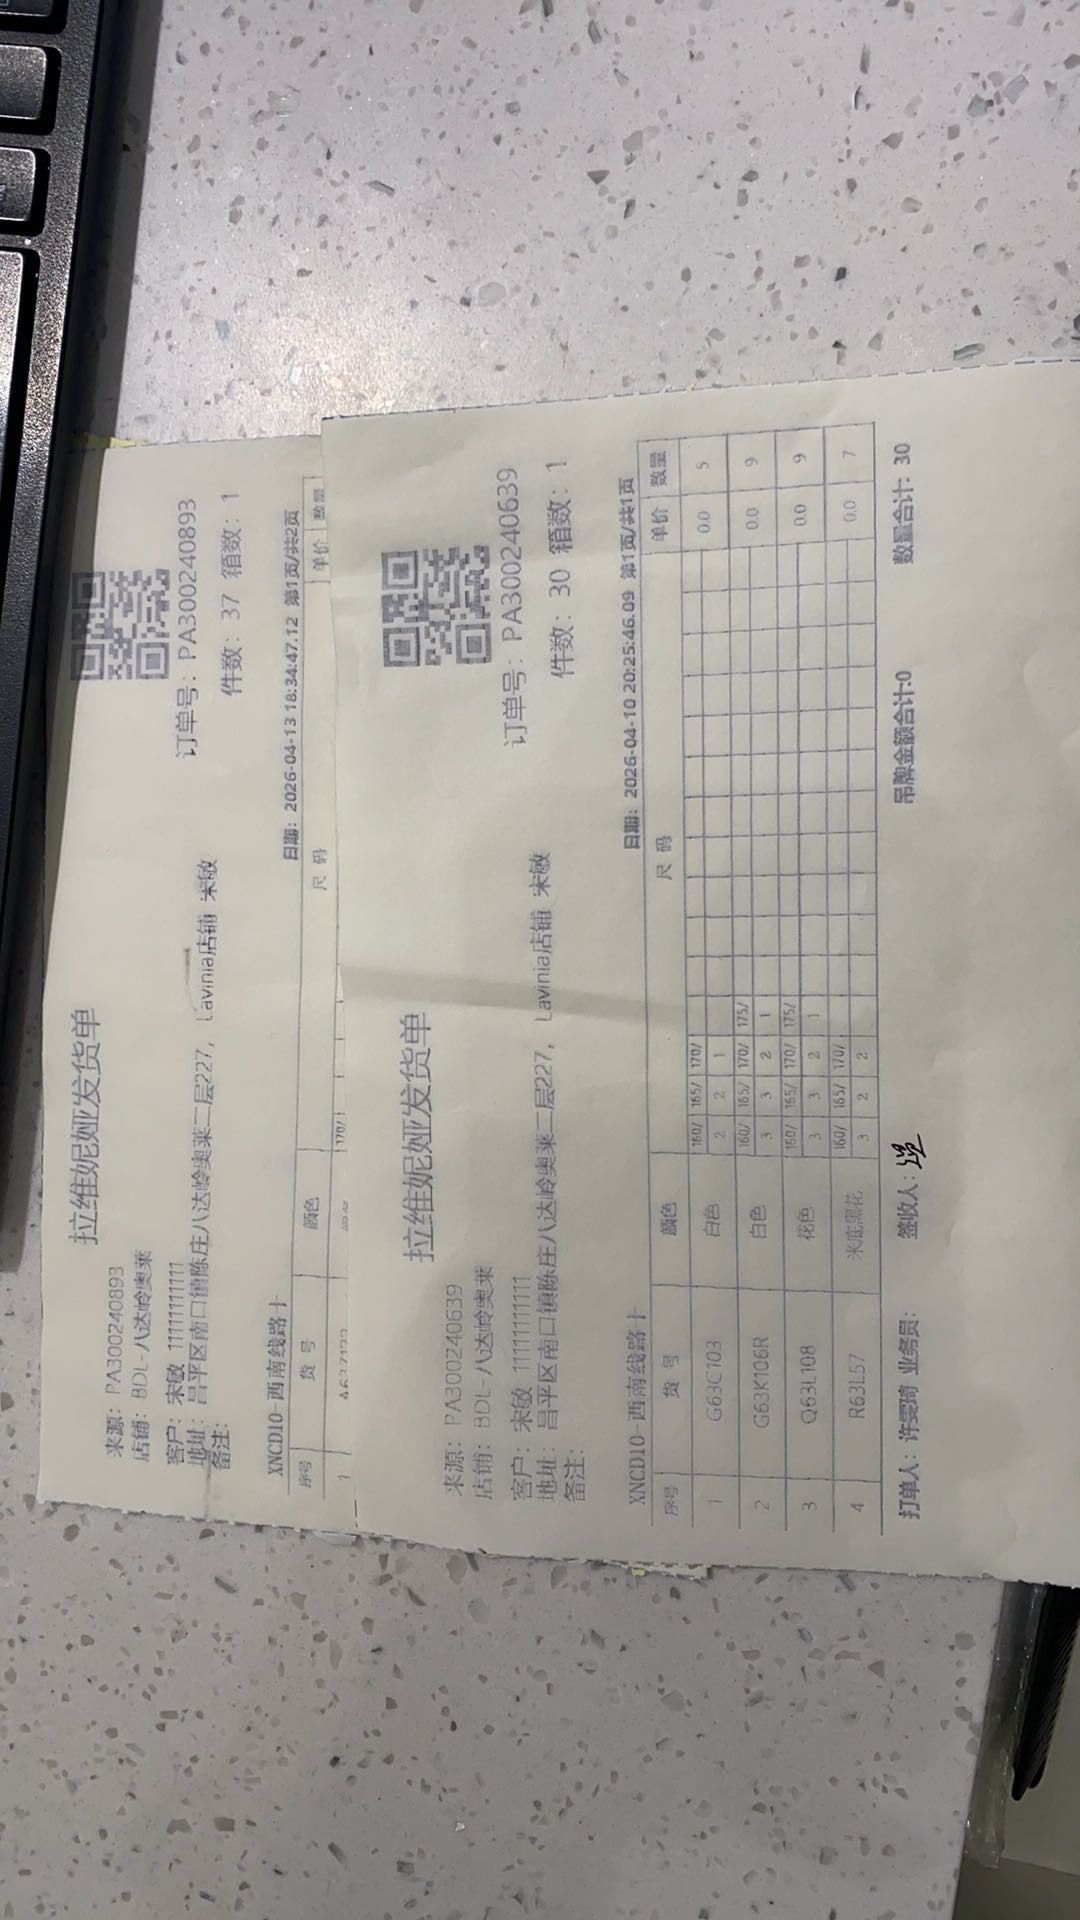 拉维妮娅发货单
来源: PA300240893
店铺: BDL-八达岭奥莱
订单号: PA300240893
客户: 宋敏 11111111111
地址: 昌平区南口镇陈庄八达岭奥莱二层227, Lavinia店铺 宋敏
备注:
件数: 37 箱数: 1
XNCD10-西南线路十
日期: 2026-04-13 18:34:47.12 第1页/共2页
序号 货 号 颜色 尺 码 单价 数量
170/
1
拉维妮娅发货单
来源: PA300240639
店铺: BDL-八达岭奥莱
订单号: PA300240639
客户: 宋敏 11111111111
地址: 昌平区南口镇陈庄八达岭奥莱二层227, Lavinia店铺 宋敏
备注:
件数: 30 箱数: 1
XNCD10-西南线路十
日期: 2026-04-10 20:25:46.09 第1页/共1页
序号 货 号 颜色 尺 码 单价 数量
160/ 165/ 170/
1 G63C103 白色 2 2 1 0.0 5
160/ 165/ 170/ 175/
2 G63K106R 白色 3 3 2 1 0.0 9
160/ 165/ 170/ 175/
3 Q63L108 花色 3 3 2 1 0.0 9
160/ 165/ 170/
4 R63L57 米底黑花 3 2 2 0.0 7
打单人: 许雯琦 业务员: 签收人: 吊牌金额合计:0 数量合计: 30